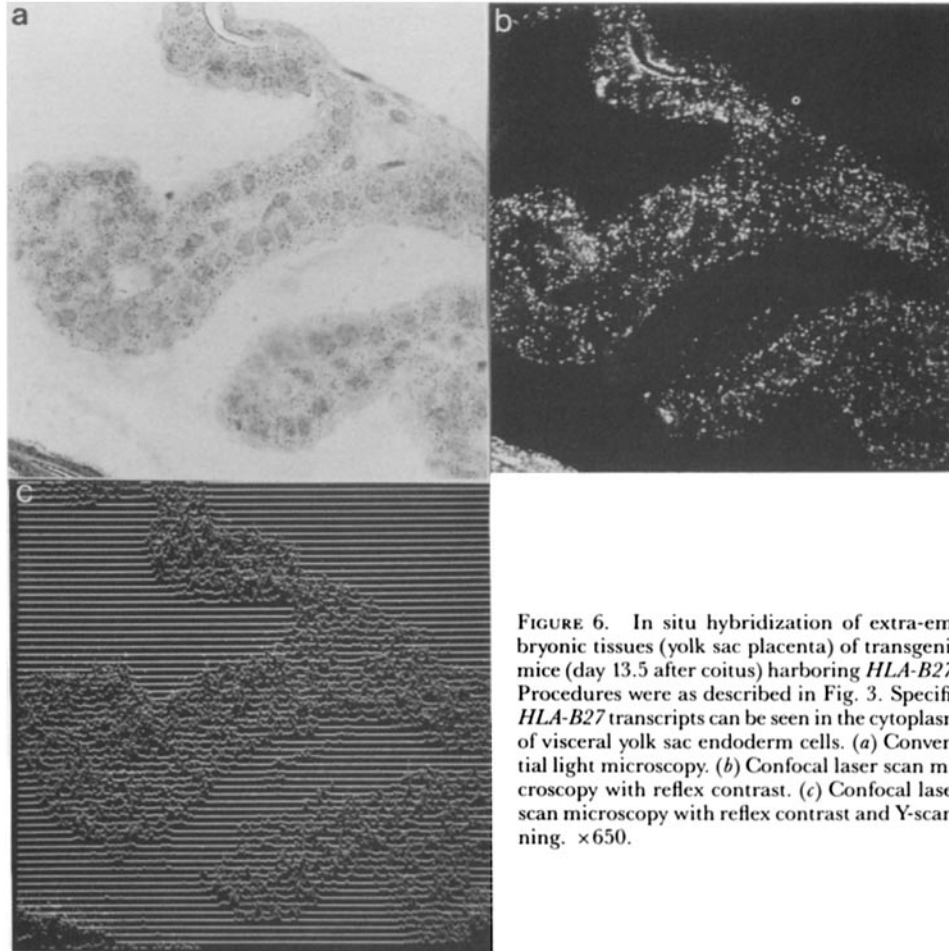 a
b
c
FIGURE 6. In situ hybridization of extra-em
bryonic tissues (yolk sac placenta) of transgeni
mice (day 13.5 after coitus) harboring HLA-B27
Procedures were as described in Fig. 3. Specifi
HLA-B27 transcripts can be seen in the cytoplasm
of visceral yolk sac endoderm cells. (a) Conven
tial light microscopy. (b) Confocal laser scan mi
croscopy with reflex contrast. (c) Confocal lase
scan microscopy with reflex contrast and Y-scan
ning. ×650.